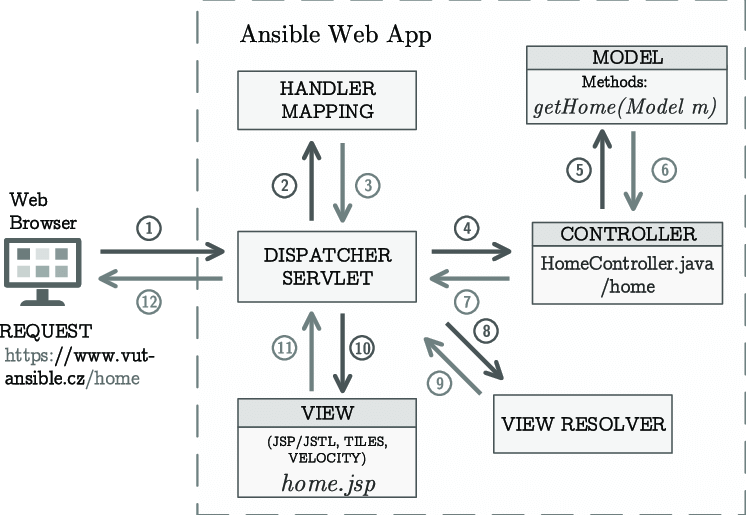 Ansible Web App
HANDLER
MAPPING
MODEL
Methods:
getHome(Model m)
2
3
5
6
Web
Browser
1
DISPATCHER
SERVLET
4
CONTROLLER
HomeController.java
/home
12
7
REQUEST
https://www.vut-
ansible.cz/home
11
10
8
9
VIEW
(JSP/JSTL, TILES,
VELOCITY)
home.jsp
VIEW RESOLVER